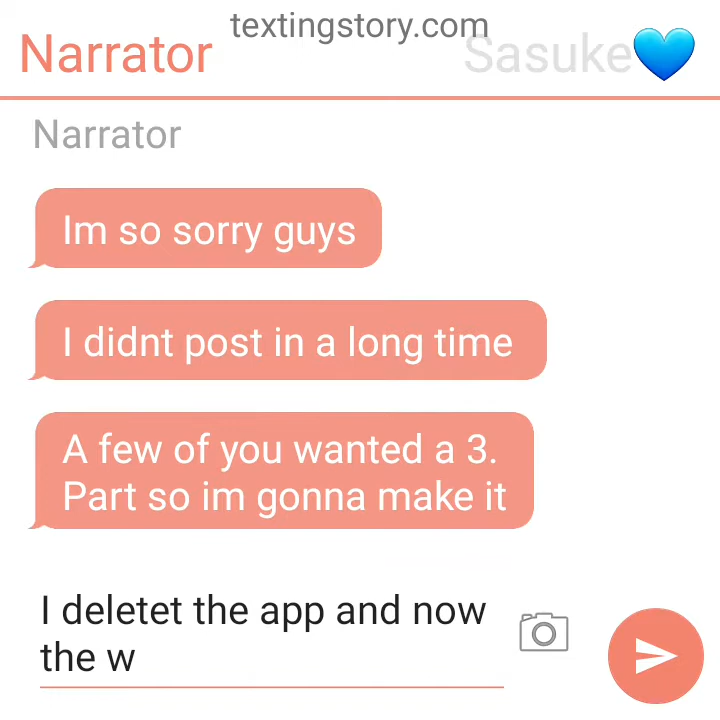 textingstory.com
Narrator Sasuke💙
Narrator
Im so sorry guys
I didnt post in a long time
A few of you wanted a 3.
Part so im gonna make it
I deletet the app and now
the w